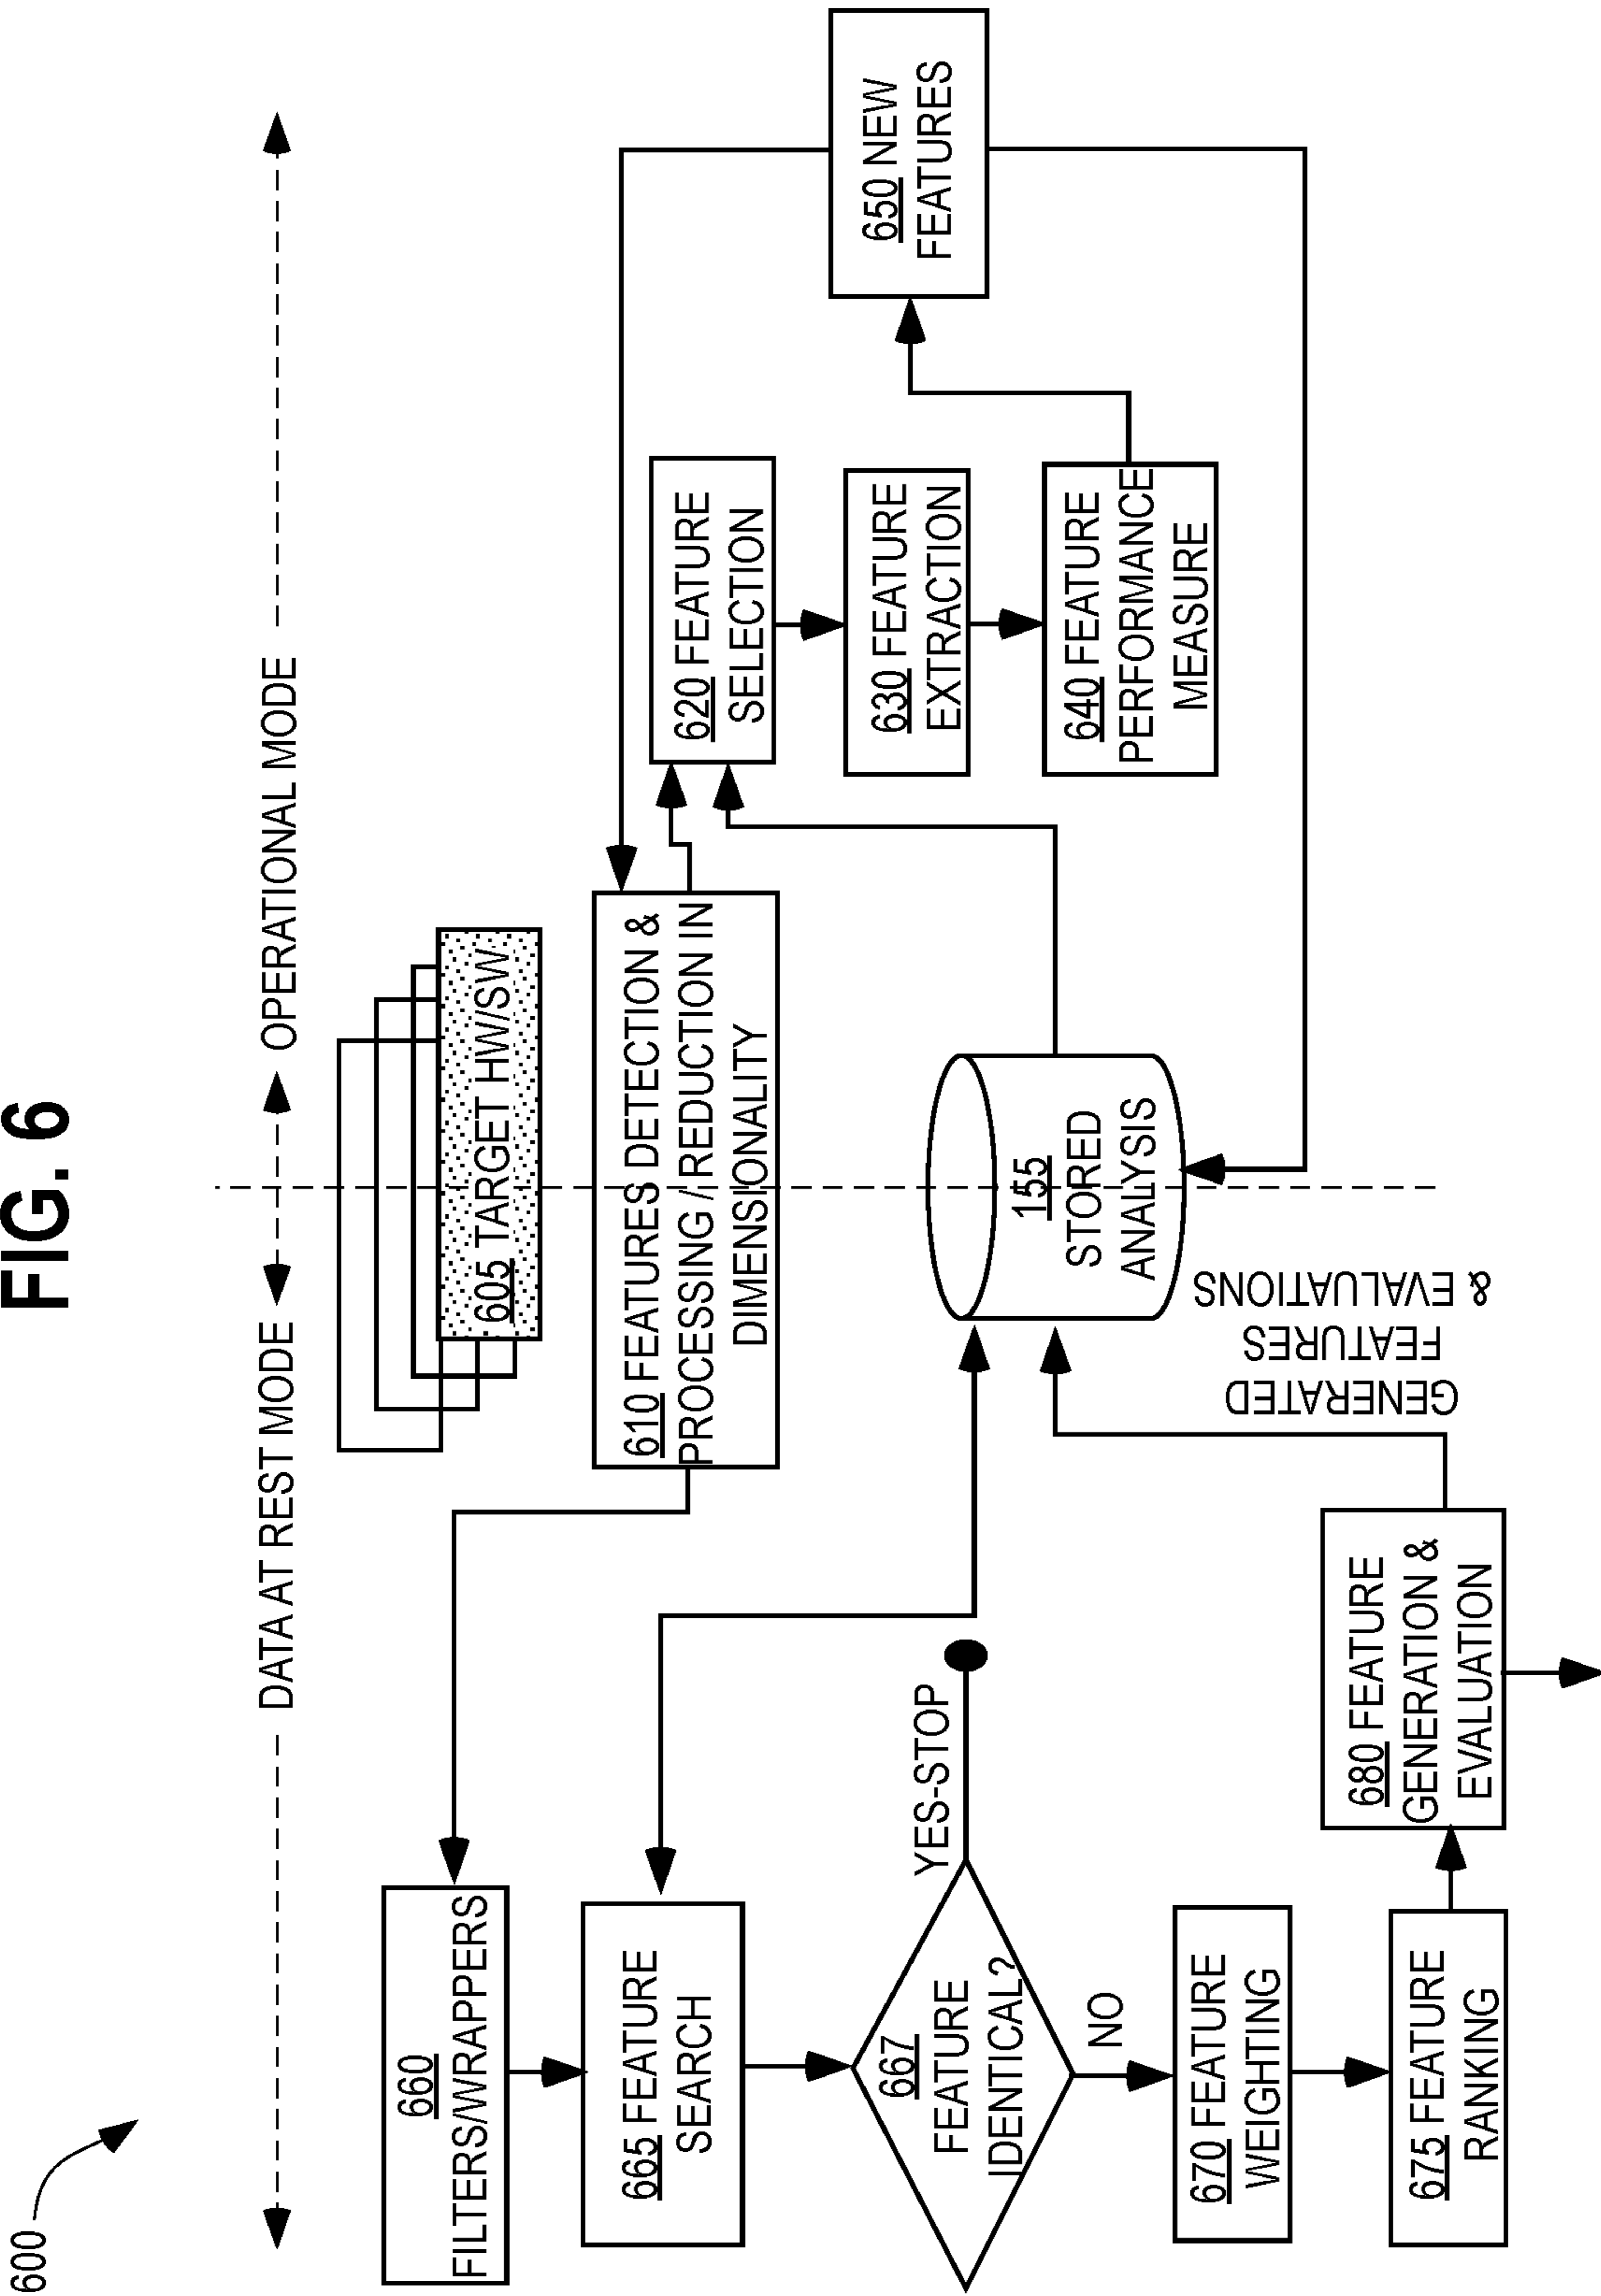 FIG. 6
600
DATA AT REST MODE
OPERATIONAL MODE
605 TARGET HW/SW
610 FEATURES DETECTION &
PROCESSING / REDUCTION IN
DIMENSIONALITY
660
FILTERS/WRAPPERS
665 FEATURE
SEARCH
667
FEATURE
IDENTICAL?
YES-STOP
NO
670 FEATURE
WEIGHTING
675 FEATURE
RANKING
680 FEATURE
GENERATION &
EVALUATION
GENERATED
FEATURES
& EVALUATIONS
155
STORED
ANALYSIS
620 FEATURE
SELECTION
630 FEATURE
EXTRACTION
640 FEATURE
PERFORMANCE
MEASURE
650 NEW
FEATURES